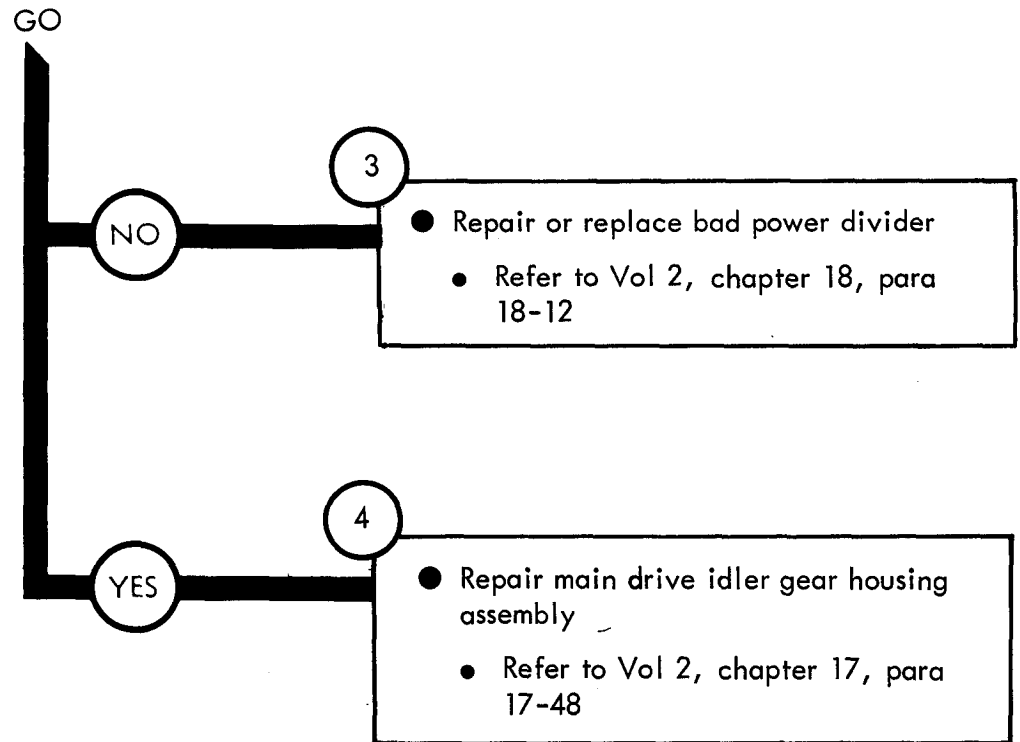 GO
NO
3
● Repair or replace bad power divider
● Refer to Vol 2, chapter 18, para
18-12
YES
4
● Repair main drive idler gear housing
assembly
● Refer to Vol 2, chapter 17, para
17-48